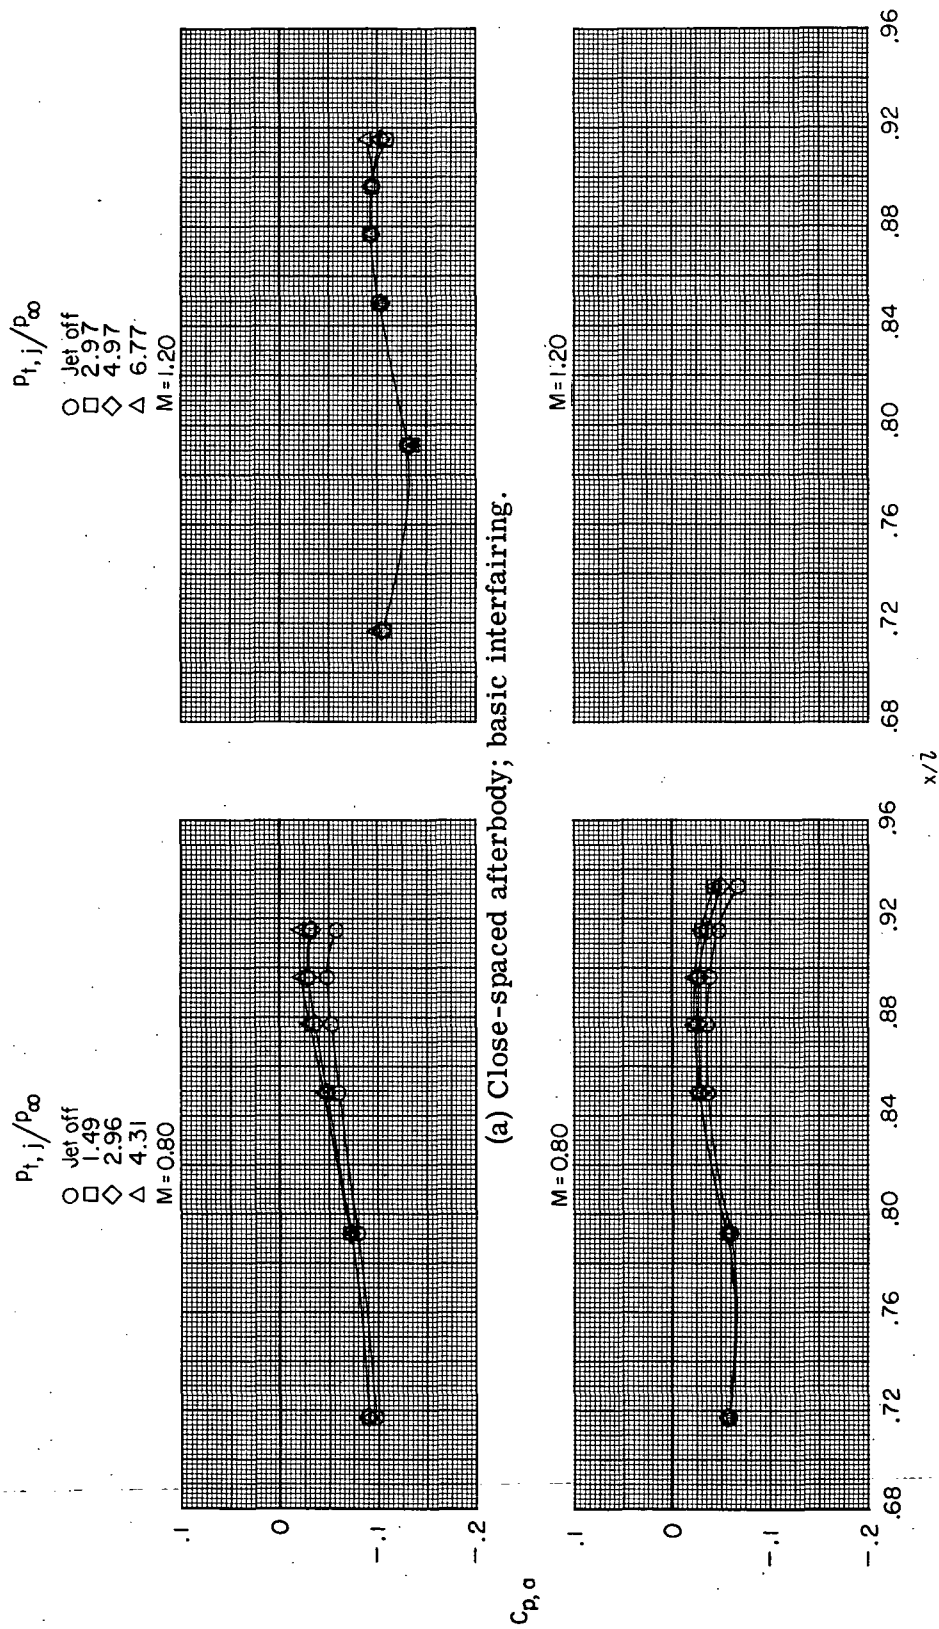 p_t,j/p_∞
○ Jet off
□ 1.49
◇ 2.96
△ 4.31
M = 0.80
p_t,j/p_∞
○ Jet off
□ 2.97
◇ 4.97
△ 6.77
M = 1.20
.1
0
-.1
-.2
(a) Close-spaced afterbody; basic interfairing.
C_p,a
M = 0.80
M = 1.20
.1
0
-.1
-.2
.68 .72 .76 .80 .84 .88 .92 .96
.68 .72 .76 .80 .84 .88 .92 .96
x/l